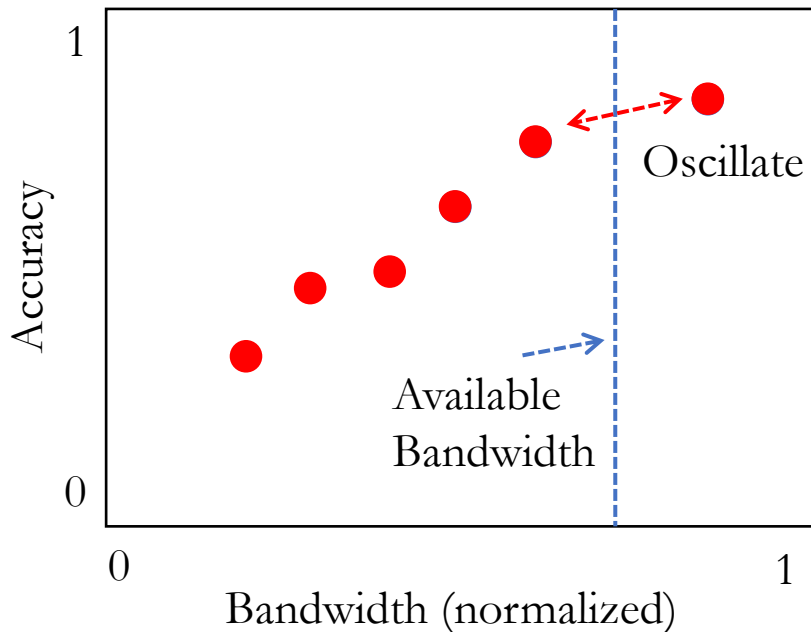 1
Accuracy
Oscillate
Available
Bandwidth
0
0
1
Bandwidth (normalized)